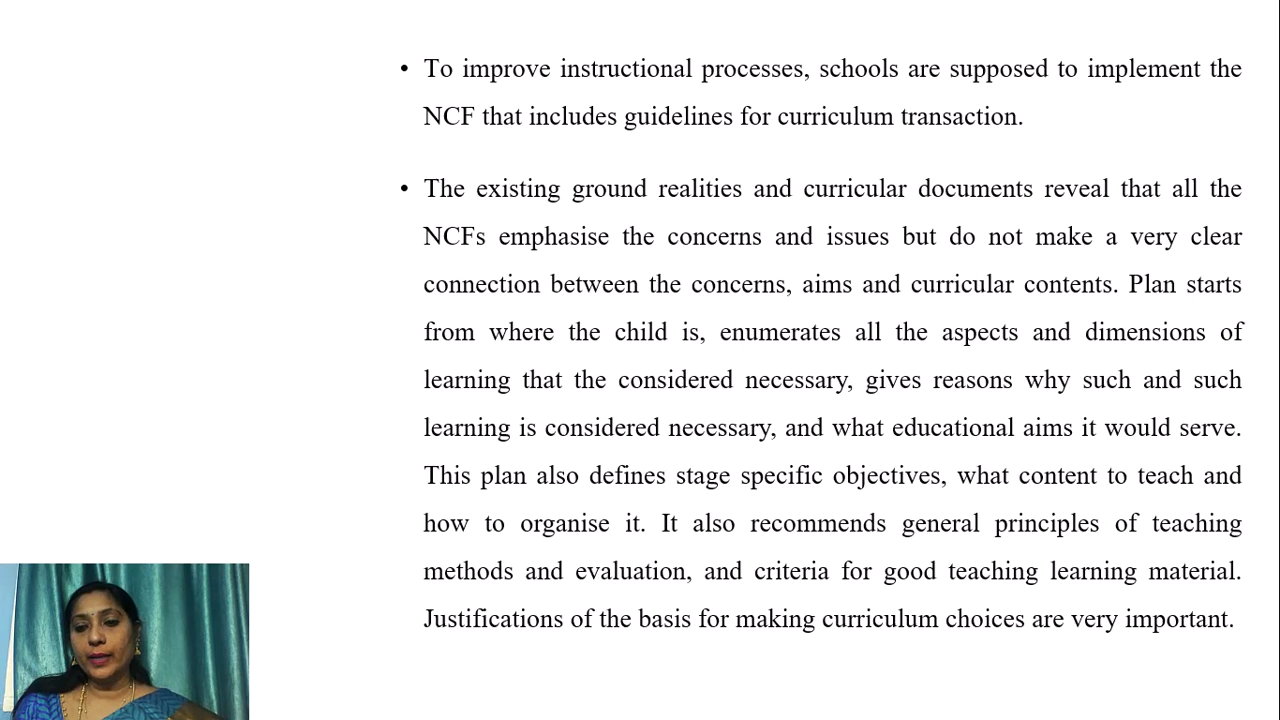 • To improve instructional processes, schools are supposed to implement the
NCF that includes guidelines for curriculum transaction.
• The existing ground realities and curricular documents reveal that all the
NCFs emphasise the concerns and issues but do not make a very clear
connection between the concerns, aims and curricular contents. Plan starts
from where the child is, enumerates all the aspects and dimensions of
learning that the considered necessary, gives reasons why such and such
learning is considered necessary, and what educational aims it would serve.
This plan also defines stage specific objectives, what content to teach and
how to organise it. It also recommends general principles of teaching
methods and evaluation, and criteria for good teaching learning material.
Justifications of the basis for making curriculum choices are very important.